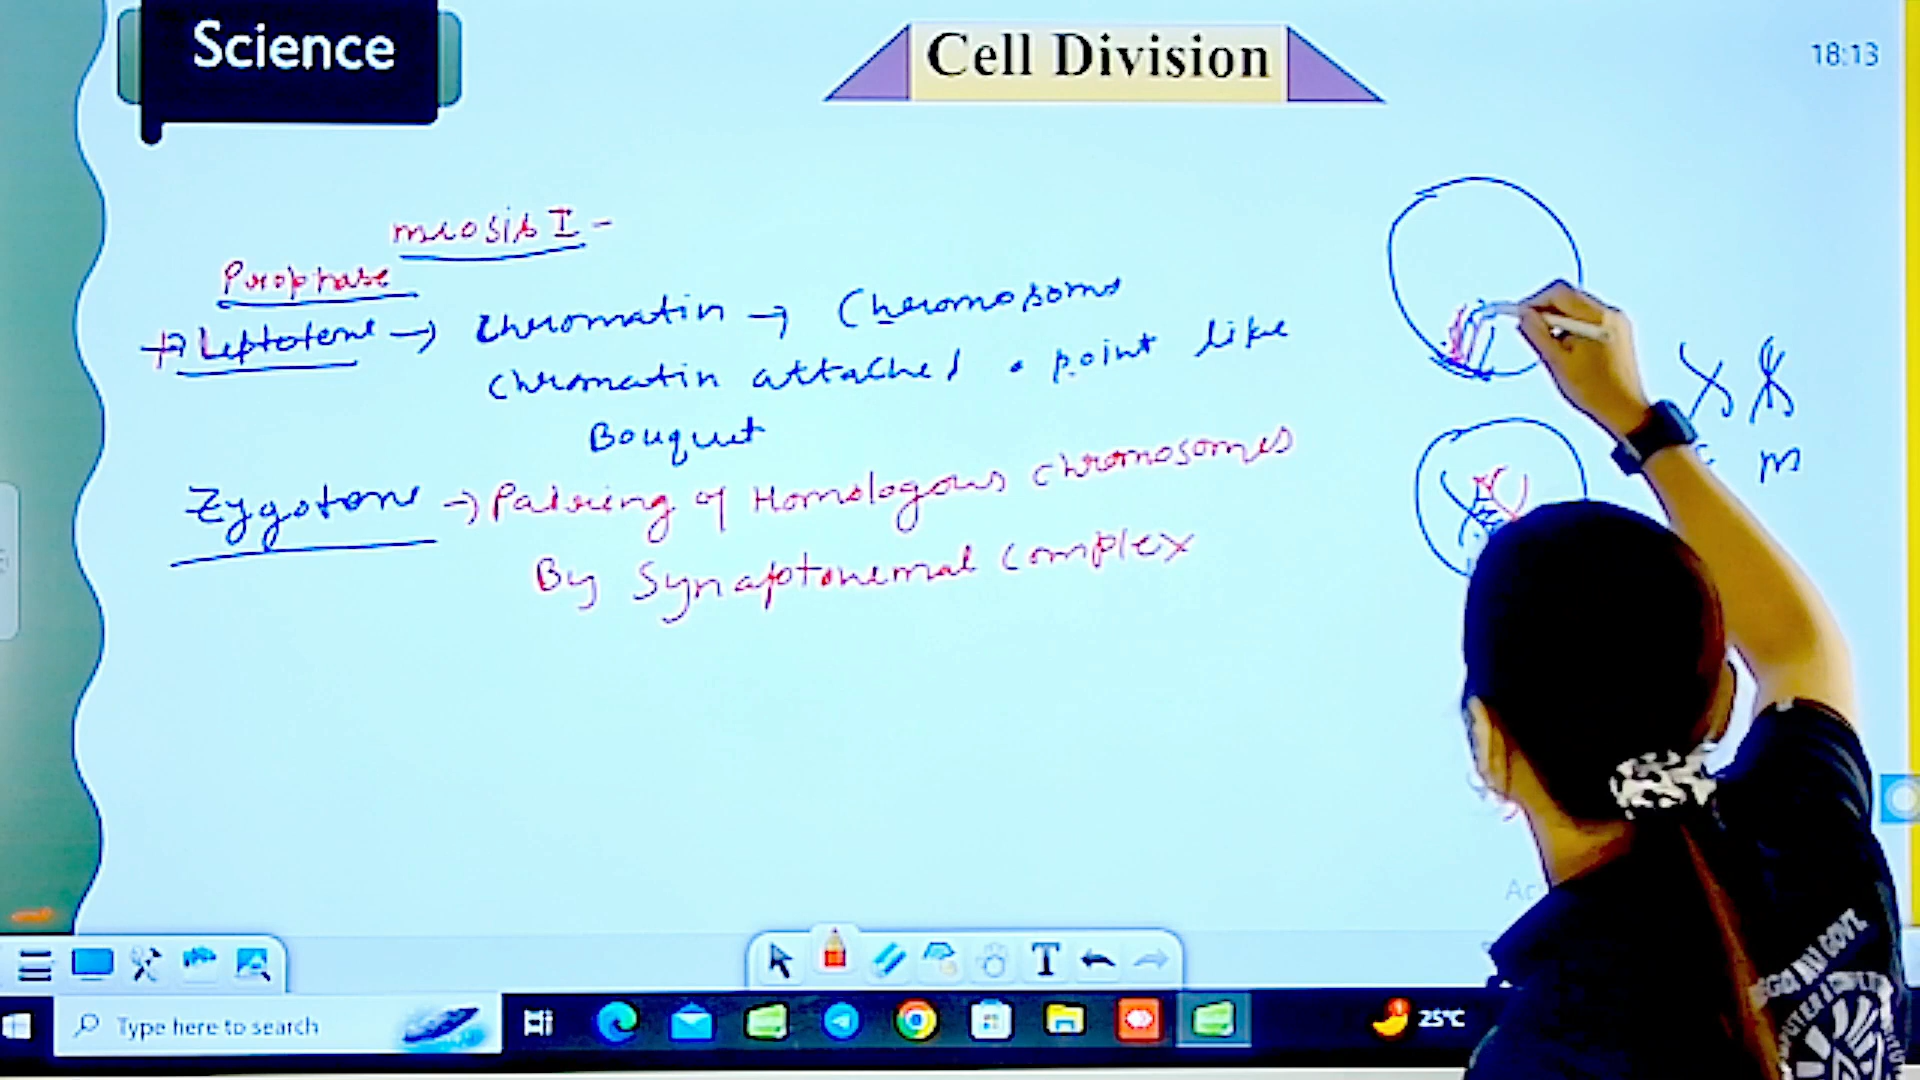 Science
Cell Division
18:13
meosis I -
Prophase
→ Leptotene → Chromatin → Chromosome
Chromatin attached • point like
Bouquet
Zygotene → Pairing of Homologous chromosomes
By Synaptonemal complex
m
T
Type here to search
25°C